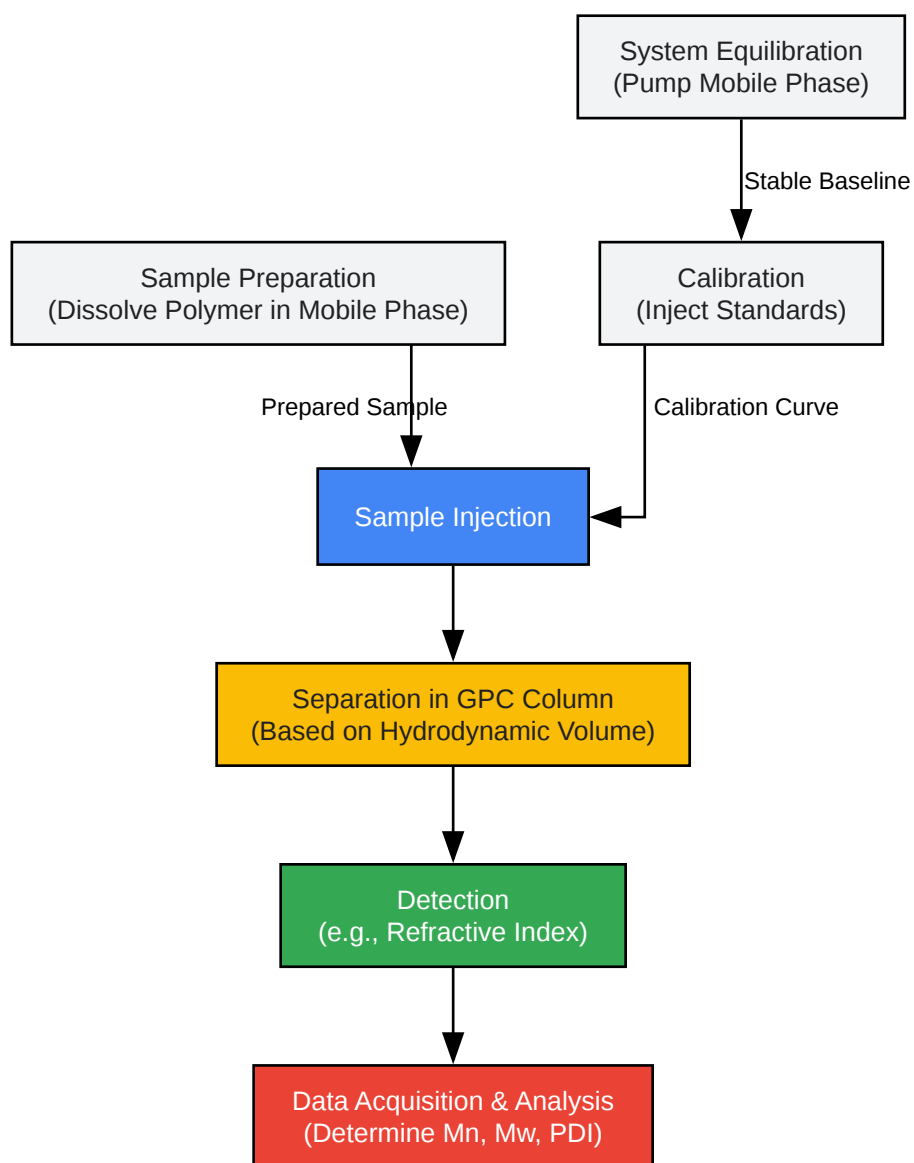 System Equilibration
(Pump Mobile Phase)
Stable Baseline
Sample Preparation
(Dissolve Polymer in Mobile Phase)
Calibration
(Inject Standards)
Prepared Sample
Calibration Curve
Sample Injection
Separation in GPC Column
(Based on Hydrodynamic Volume)
Detection
(e.g., Refractive Index)
Data Acquisition & Analysis
(Determine Mn, Mw, PDI)